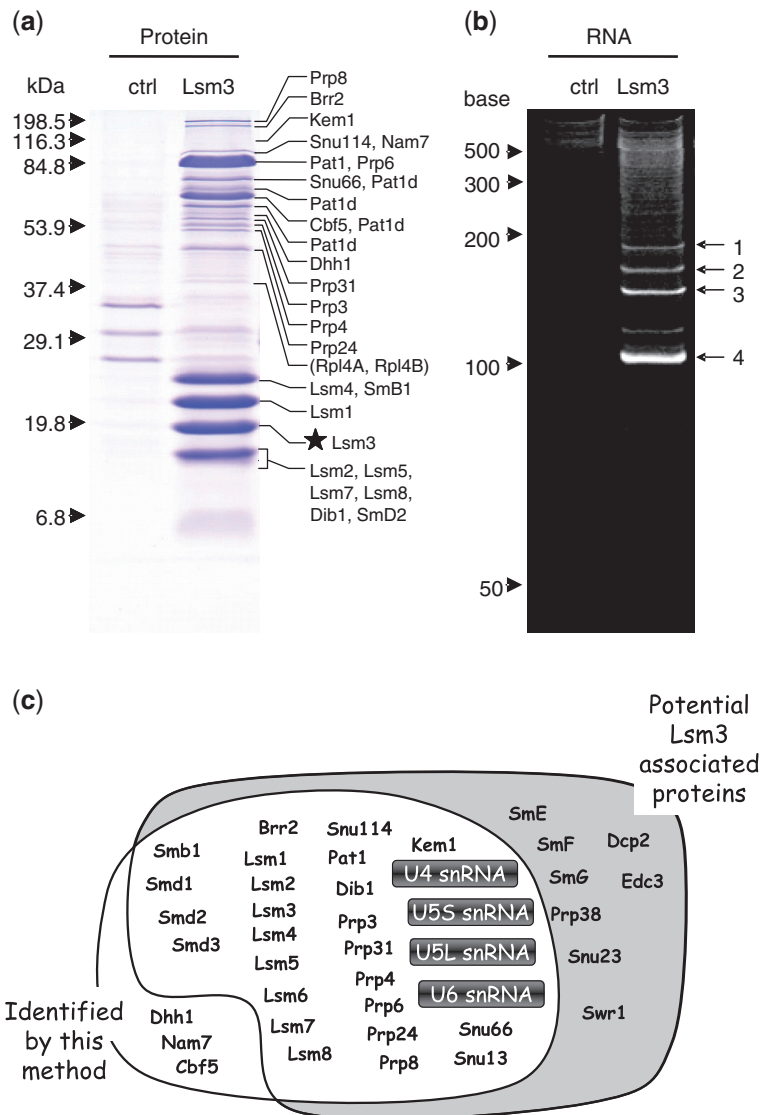 (a)
Protein
kDa
ctrl Lsm3
198.5
116.3
84.8
53.9
37.4
29.1
19.8
6.8
Prp8
Brr2
Kem1
Snu114, Nam7
Pat1, Prp6
Snu66, Pat1d
Pat1d
Cbf5, Pat1d
Pat1d
Dhh1
Prp31
Prp3
Prp4
Prp24
(Rpl4A, Rpl4B)
Lsm4, SmB1
Lsm1
★ Lsm3
Lsm2, Lsm5,
Lsm7, Lsm8,
Dib1, SmD2
(b)
RNA
base
ctrl Lsm3
500
300
200
100
50
1
2
3
4
(c)
Potential
Lsm3
associated
proteins
Identified
by this
method
Smb1
Smd1
Smd2
Smd3
Dhh1
Nam7
Cbf5
Brr2
Lsm1
Lsm2
Lsm3
Lsm4
Lsm5
Lsm6
Lsm7
Lsm8
Snu114
Pat1
Dib1
Prp3
Prp31
Prp4
Prp6
Prp24
Prp8
Kem1
U4 snRNA
U5S snRNA
U5L snRNA
U6 snRNA
Snu66
Snu13
SmE
SmF
SmG
Prp38
Snu23
Swr1
Dcp2
Edc3